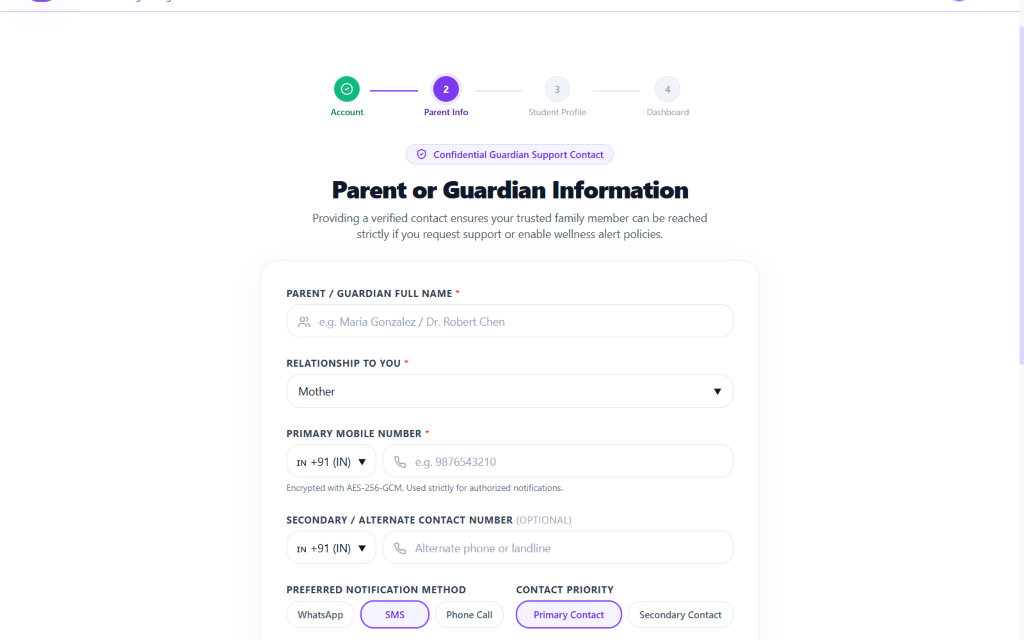 2
3
4
Account
Parent Info
Student Profile
Dashboard
Confidential Guardian Support Contact
Parent or Guardian Information
Providing a verified contact ensures your trusted family member can be reached
strictly if you request support or enable wellness alert policies.
PARENT / GUARDIAN FULL NAME *
e.g. Maria Gonzalez / Dr. Robert Chen
RELATIONSHIP TO YOU *
Mother
PRIMARY MOBILE NUMBER *
IN +91 (IN) e.g. 9876543210
Encrypted with AES-256-GCM. Used strictly for authorized notifications.
SECONDARY / ALTERNATE CONTACT NUMBER (OPTIONAL)
IN +91 (IN) Alternate phone or landline
PREFERRED NOTIFICATION METHOD
WhatsApp SMS Phone Call
CONTACT PRIORITY
Primary Contact Secondary Contact